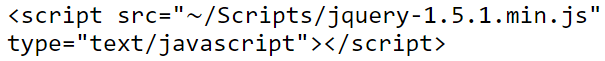 <script src="~/Scripts/jquery-1.5.1.min.js"
type="text/javascript"></script>